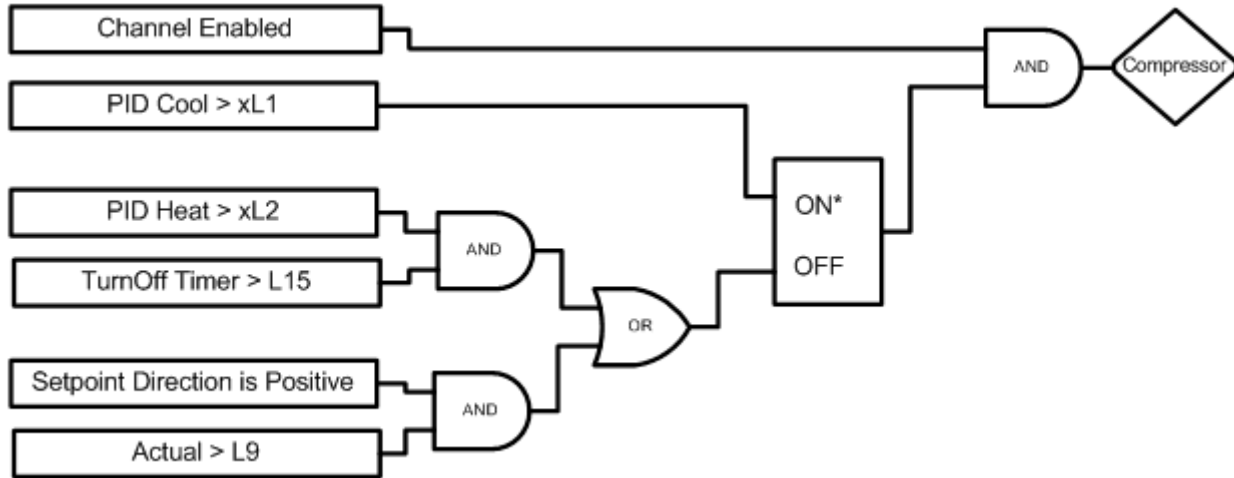 Channel Enabled
AND
Compressor
PID Cool > xL1
ON*
PID Heat > xL2
AND
OFF
TurnOff Timer > L15
OR
Setpoint Direction is Positive
AND
Actual > L9